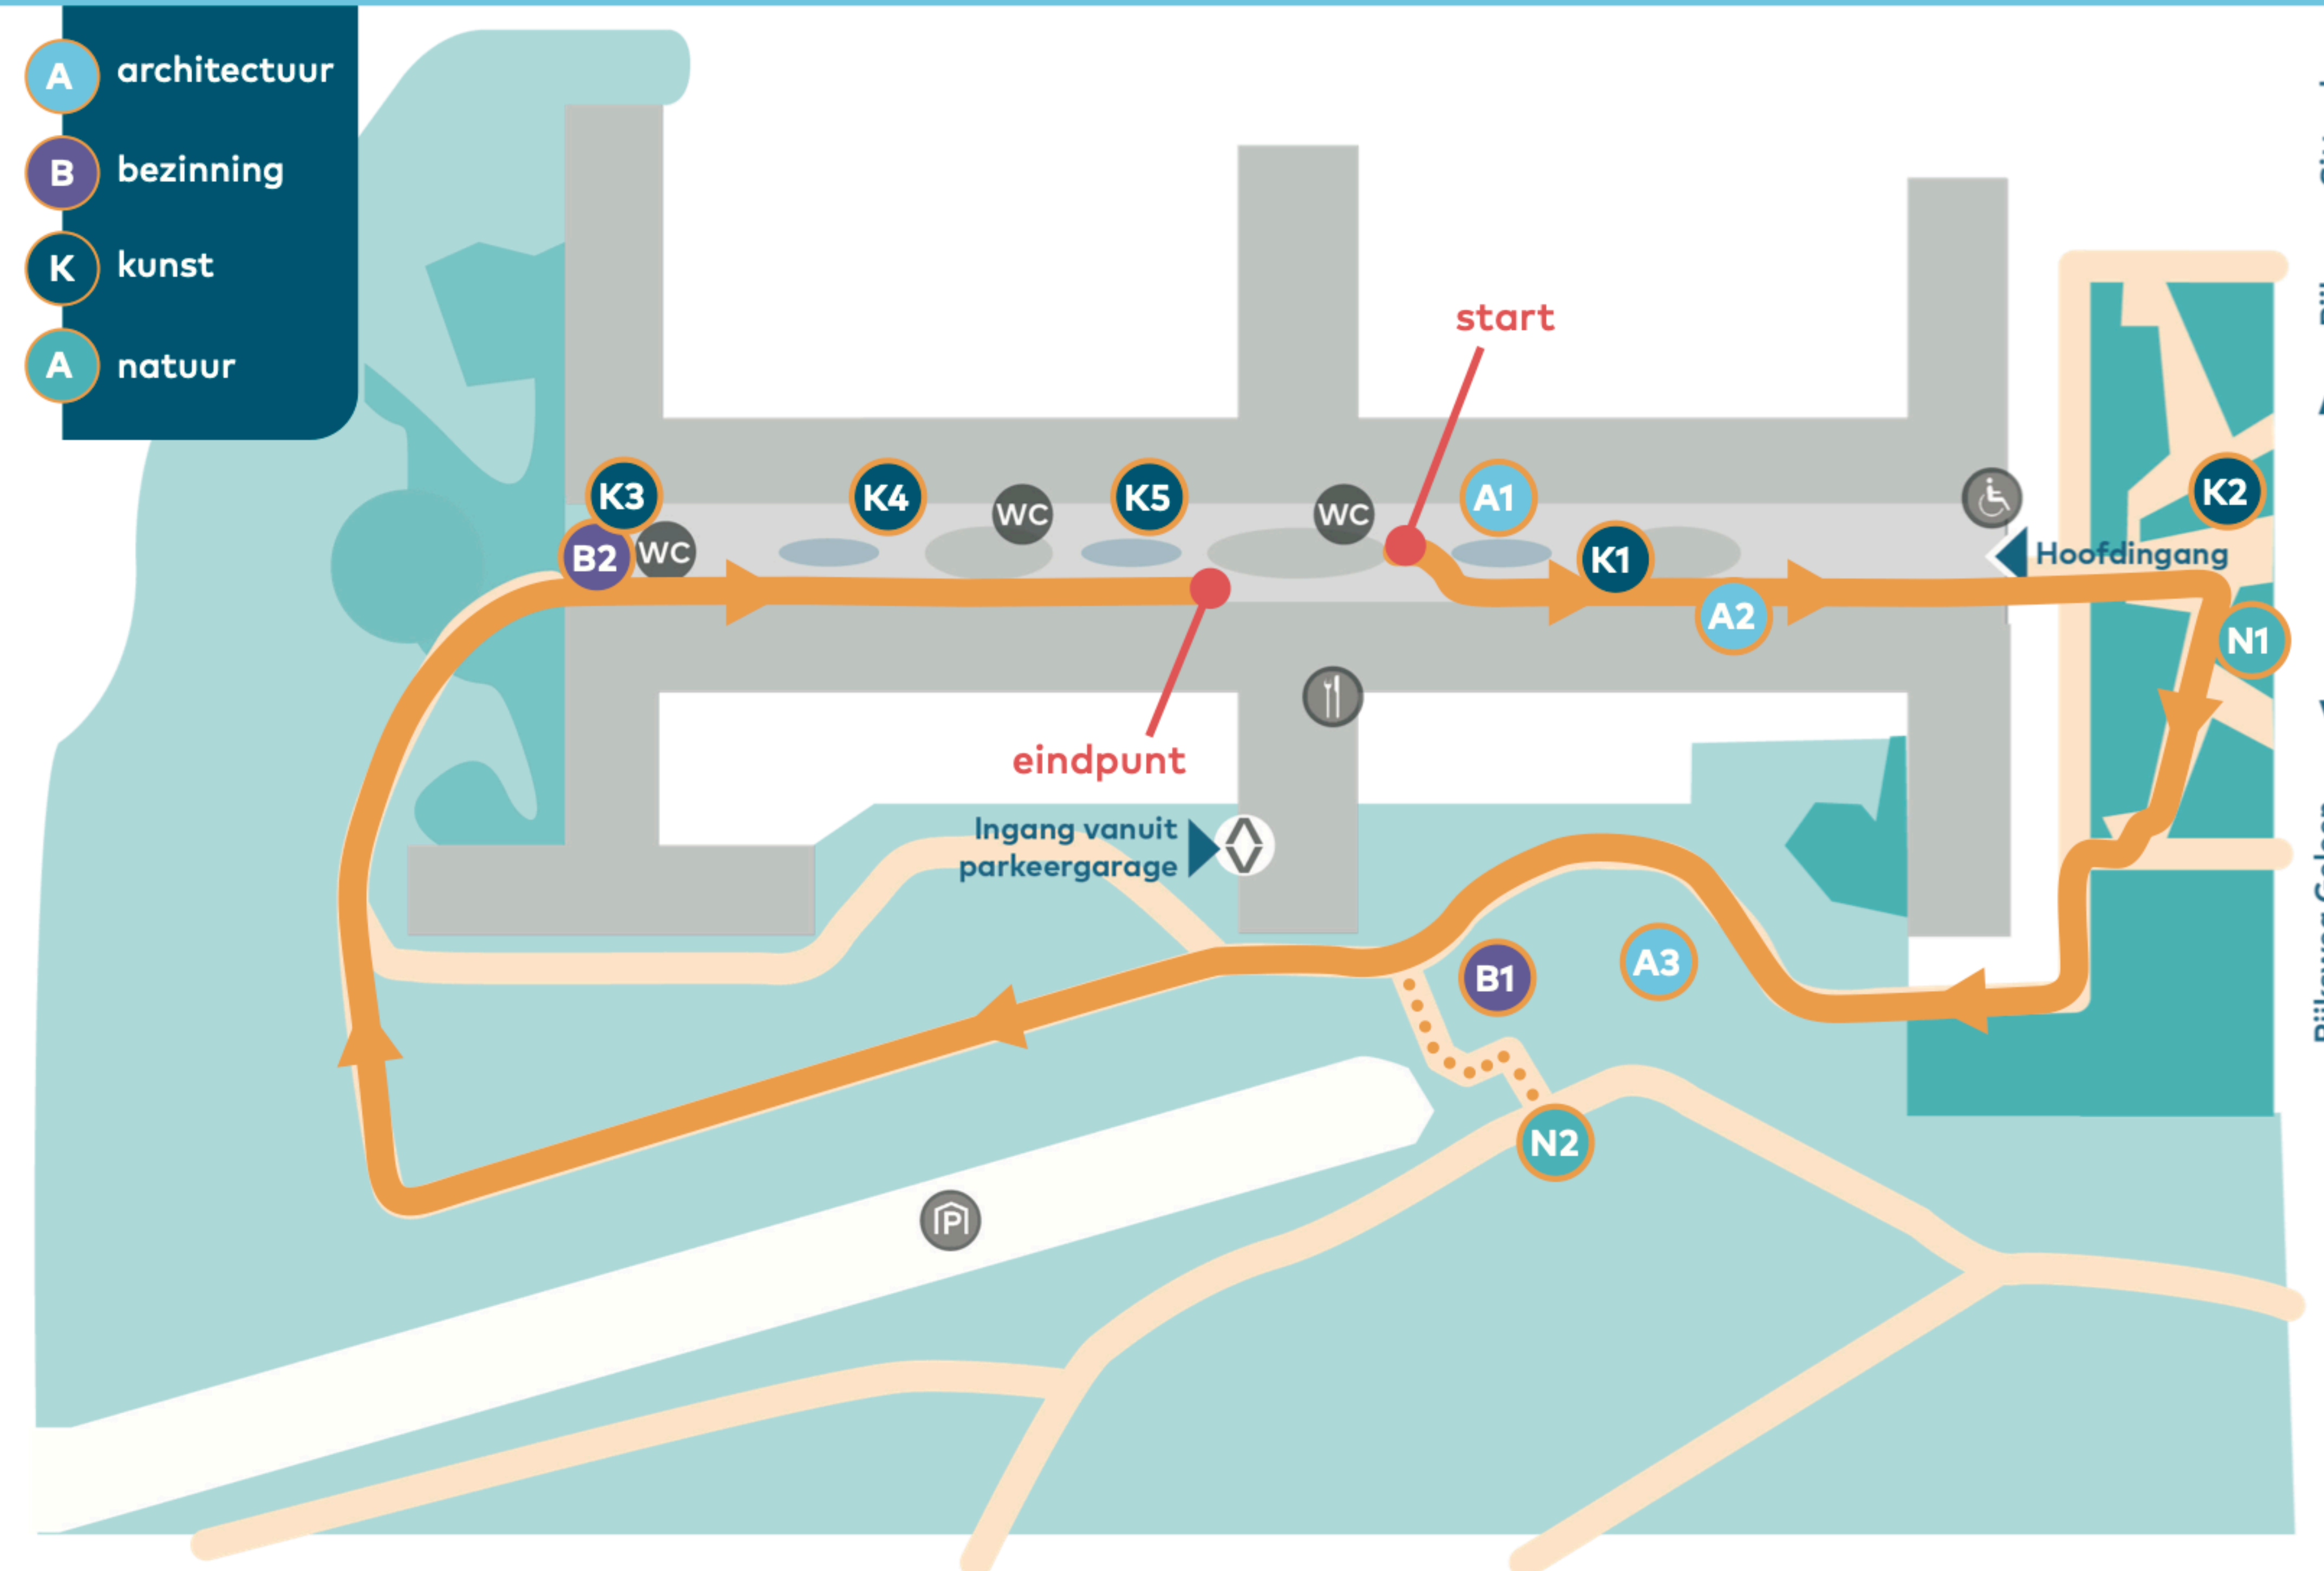 A architectuur
B bezinning
K kunst
A natuur
start
K3
K4
WC
K5
WC
A1
K2
B2
WC
K1
Hoofdingang
A2
N1
eindpunt
Ingang vanuit
parkeergarage
B1
A3
N2
P